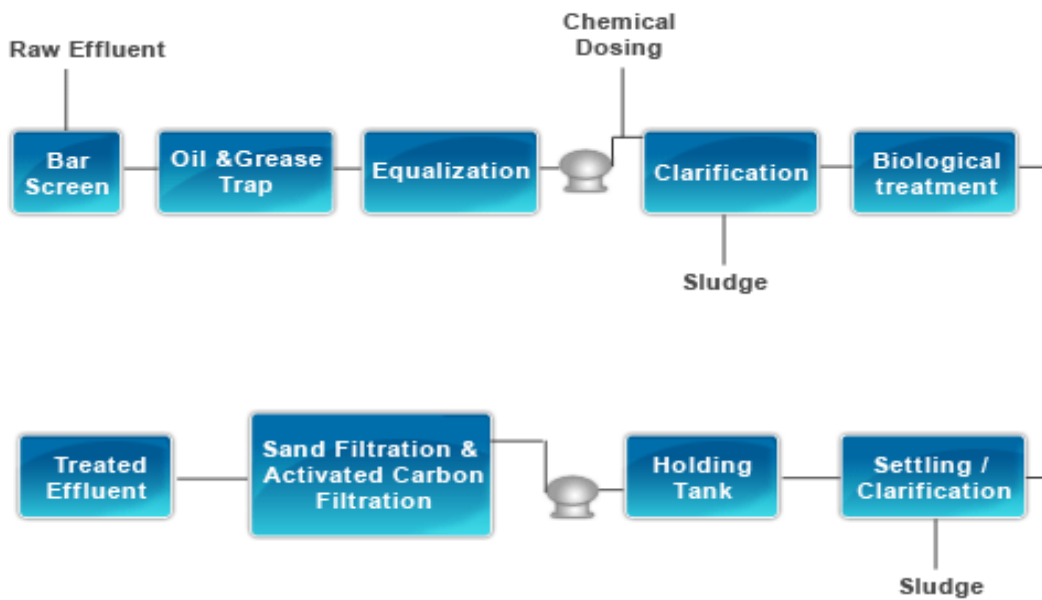 Chemical
Dosing
Raw Effluent
Bar
Screen
Oil &Grease
Trap
Equalization
Clarification
Biological
treatment
Sludge
Treated
Effluent
Sand Filtration &
Activated Carbon
Filtration
Holding
Tank
Settling /
Clarification
Sludge